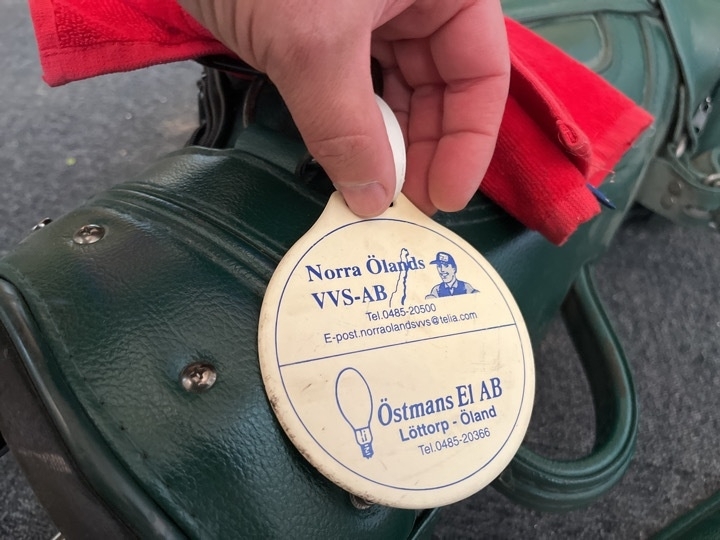 Norra Ölands
VVS-AB
Tel.0485-20500
E-post.norraolandsvvs@telia.com
Östmans El AB
Löttorp - Öland
Tel.0485-20366